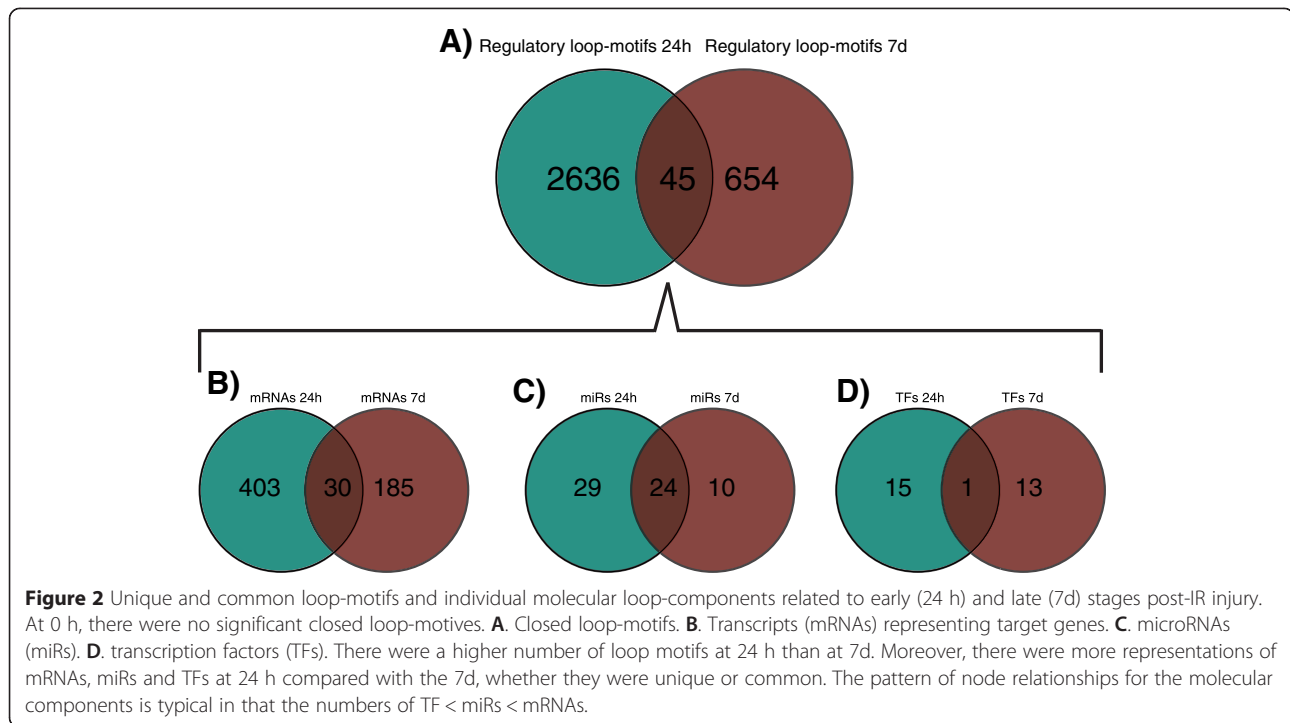 A) Regulatory loop-motifs 24h Regulatory loop-motifs 7d
2636 45 654
B) mRNAs 24h mRNAs 7d
403 30 185
C) miRs 24h miRs 7d
29 24 10
D) TFs 24h TFs 7d
15 1 13
Figure 2 Unique and common loop-motifs and individual molecular loop-components related to early (24 h) and late (7d) stages post-IR injury.
At 0 h, there were no significant closed loop-motives. A. Closed loop-motifs. B. Transcripts (mRNAs) representing target genes. C. microRNAs
(miRs). D. transcription factors (TFs). There were a higher number of loop motifs at 24 h than at 7d. Moreover, there were more representations of
mRNAs, miRs and TFs at 24 h compared with the 7d, whether they were unique or common. The pattern of node relationships for the molecular
components is typical in that the numbers of TF < miRs < mRNAs.